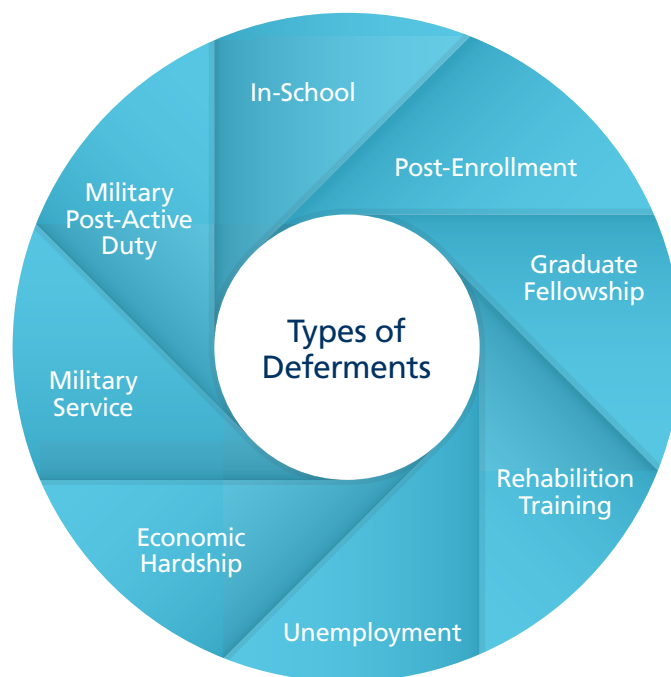 In-School
Post-Enrollment
Graduate
Fellowship
Rehabilition
Training
Unemployment
Economic
Hardship
Military
Service
Military
Post-Active
Duty
Types of
Deferments